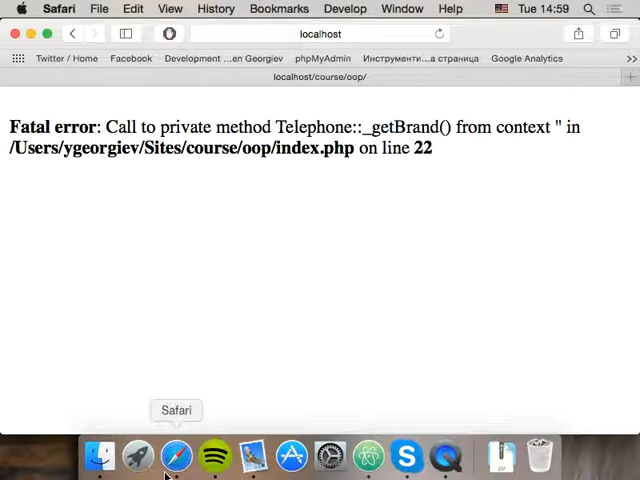 Safari File Edit View History Bookmarks Develop Window Help Tue 14:59
localhost
Twitter / Home Facebook Development ...en Georgiev phpMyAdmin Инструменти...а страница Google Analytics
localhost/course/oop/
Fatal error: Call to private method Telephone::_getBrand() from context '' in
/Users/ygeorgiev/Sites/course/oop/index.php on line 22
Safari
ZIP